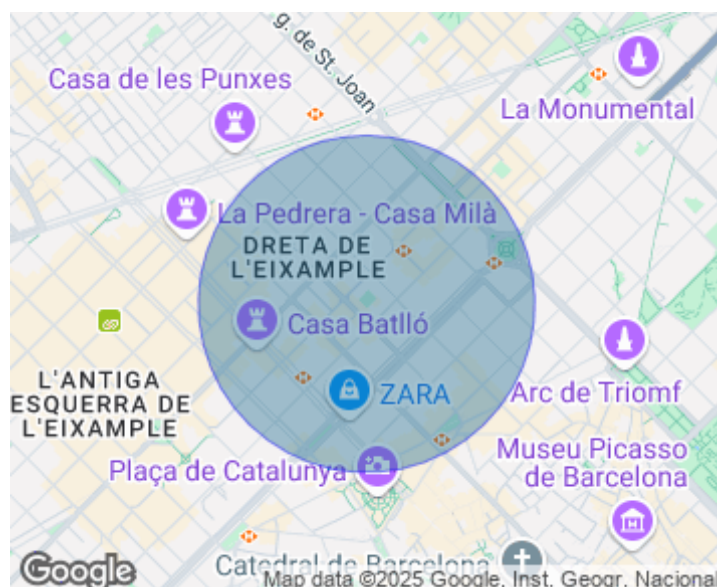 g. de St. Joan
Casa de les Punxes
La Monumental
La Pedrera - Casa Milà
DRETA DE
L'EIXAMPLE
Casa Batlló
L'ANTIGA
ESQUERRA DE
L'EIXAMPLE
ZARA
Arc de Triomf
Plaça de Catalunya
Museu Picasso
de Barcelona
Catedral de Barcelona
Google
Map data ©2025 Google, Inst. Geogr. Nacional